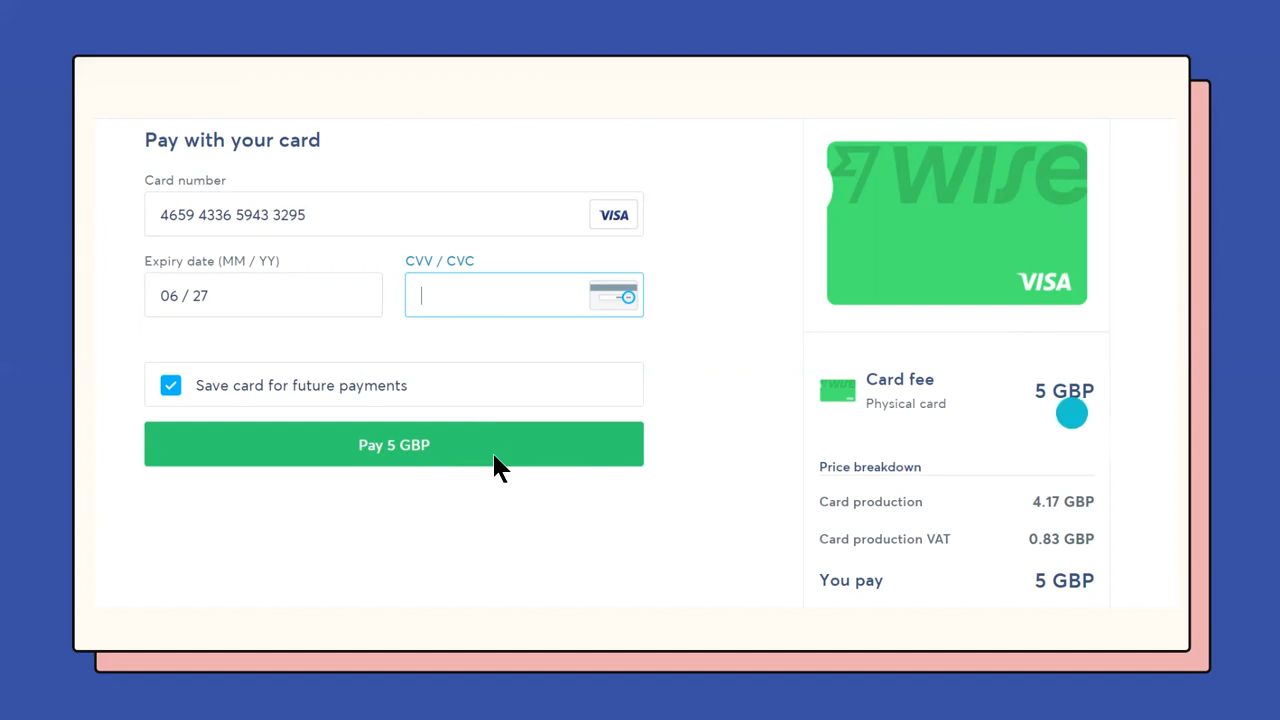 Pay with your card
Card number
4659 4336 5943 3295
VISA
Expiry date (MM / YY)
CVV / CVC
06 / 27
Save card for future payments
Pay 5 GBP
WISE
VISA
Card fee
Physical card
5 GBP
Price breakdown
Card production
4.17 GBP
Card production VAT
0.83 GBP
You pay
5 GBP